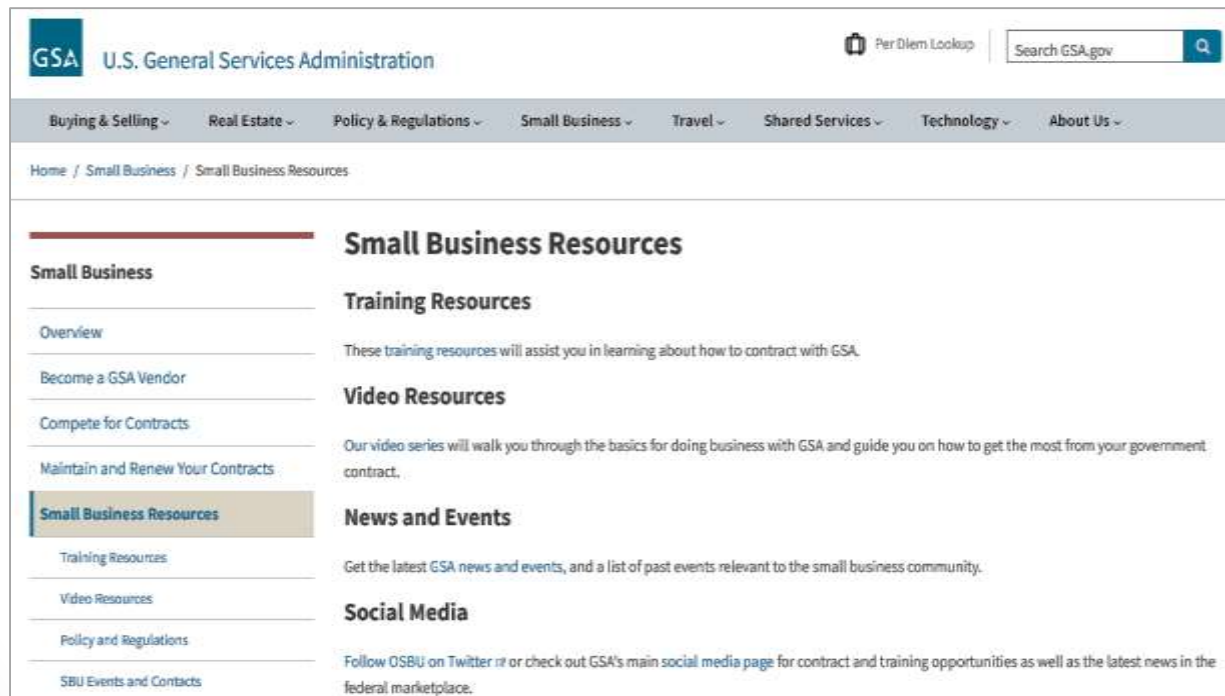 GSA U.S. General Services Administration
Per Diem Lookup
Search GSA.gov
Buying & Selling Real Estate Policy & Regulations Small Business Travel Shared Services Technology About Us
Home / Small Business / Small Business Resources
Small Business
Overview
Become a GSA Vendor
Compete for Contracts
Maintain and Renew Your Contracts
Small Business Resources
Training Resources
Video Resources
Policy and Regulations
SBU Events and Contacts
Small Business Resources
Training Resources
These training resources will assist you in learning about how to contract with GSA.
Video Resources
Our video series will walk you through the basics for doing business with GSA and guide you on how to get the most from your government
contract.
News and Events
Get the latest GSA news and events, and a list of past events relevant to the small business community.
Social Media
Follow OSBU on Twitter or check out GSA's main social media page for contract and training opportunities as well as the latest news in the
federal marketplace.